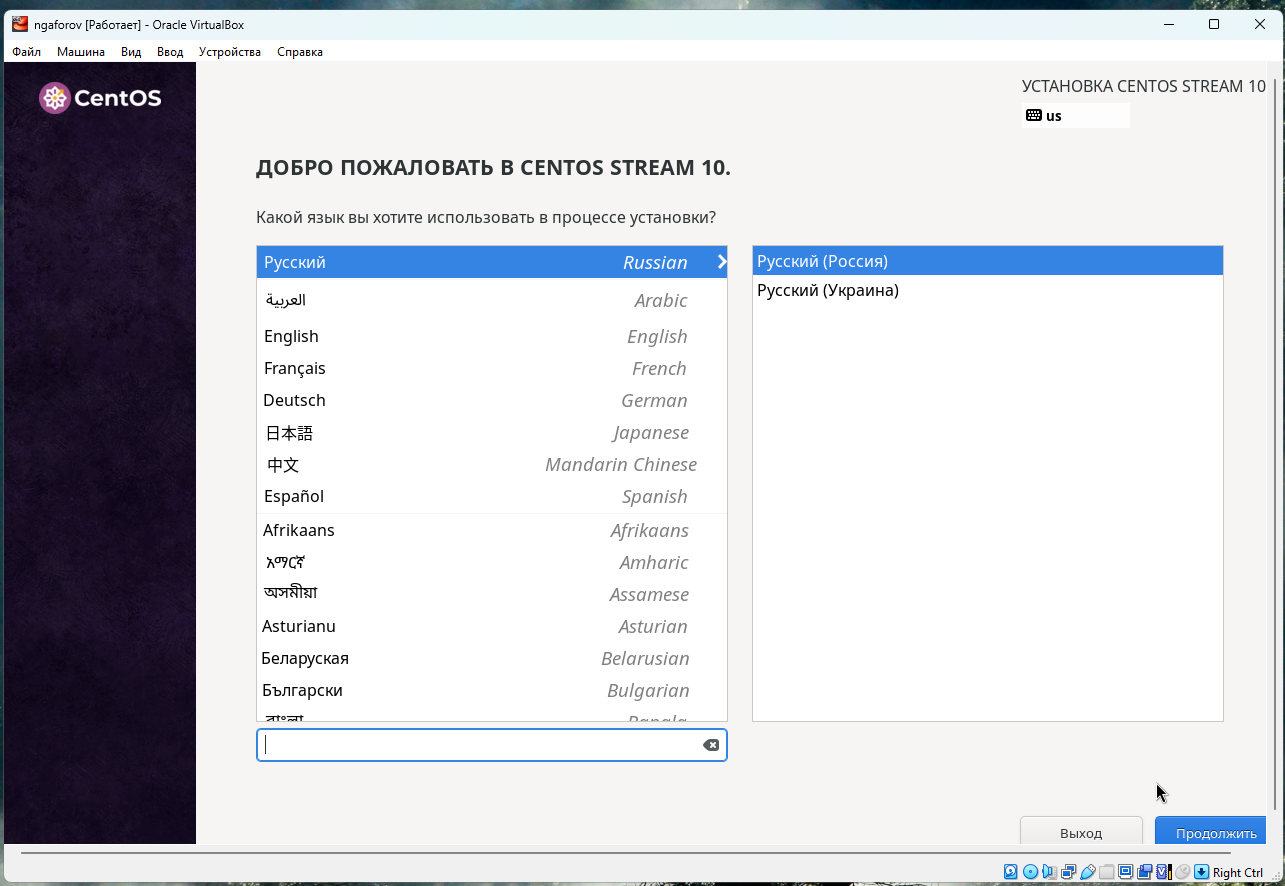 ngaforov [Работает] - Oracle VirtualBox
Файл Машина Вид Ввод Устройства Справка
CentOS
УСТАНОВКА CENTOS STREAM 10
us
ДОБРО ПОЖАЛОВАТЬ В CENTOS STREAM 10.
Какой язык вы хотите использовать в процессе установки?
Русский Russian
العربية Arabic
English English
Français French
Deutsch German
日本語 Japanese
中文 Mandarin Chinese
Español Spanish
Afrikaans Afrikaans
አማርኛ Amharic
অসমীয়া Assamese
Asturianu Asturian
Беларуская Belarusian
Български Bulgarian
বাংলা Bangla
Русский (Россия)
Русский (Украина)
Выход Продолжить
Right Ctrl